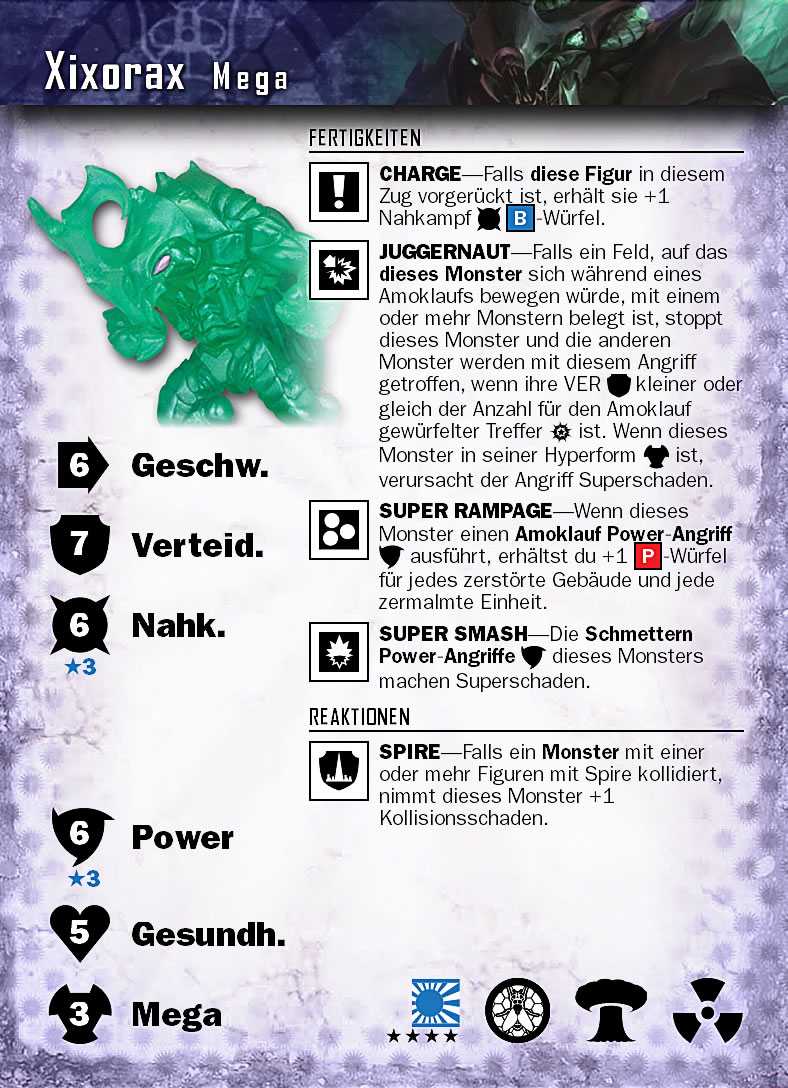 Xixorax Mega
FERTIGKEITEN
CHARGE—Falls diese Figur in diesem
Zug vorgerückt ist, erhält sie +1
Nahkampf B-Würfel.
JUGGERNAUT—Falls ein Feld, auf das
dieses Monster sich während eines
Amoklaufs bewegen würde, mit einem
oder mehr Monstern belegt ist, stoppt
dieses Monster und die anderen
Monster werden mit diesem Angriff
getroffen, wenn ihre VER kleiner oder
gleich der Anzahl für den Amoklauf
gewürfelter Treffer ist. Wenn dieses
Monster in seiner Hyperform ist,
verursacht der Angriff Superschaden.
SUPER RAMPAGE—Wenn dieses
Monster einen Amoklauf Power-Angriff
ausführt, erhältst du +1 P-Würfel
für jedes zerstörte Gebäude und jede
zermalmte Einheit.
SUPER SMASH—Die Schmettern
Power-Angriffe dieses Monsters
machen Superschaden.
REAKTIONEN
SPIRE—Falls ein Monster mit einer
oder mehr Figuren mit Spire kollidiert,
nimmt dieses Monster +1
Kollisionsschaden.
6 Geschw.
7 Verteid.
6 Nahk.
★3
6 Power
★3
5 Gesundh.
3 Mega
★★★★